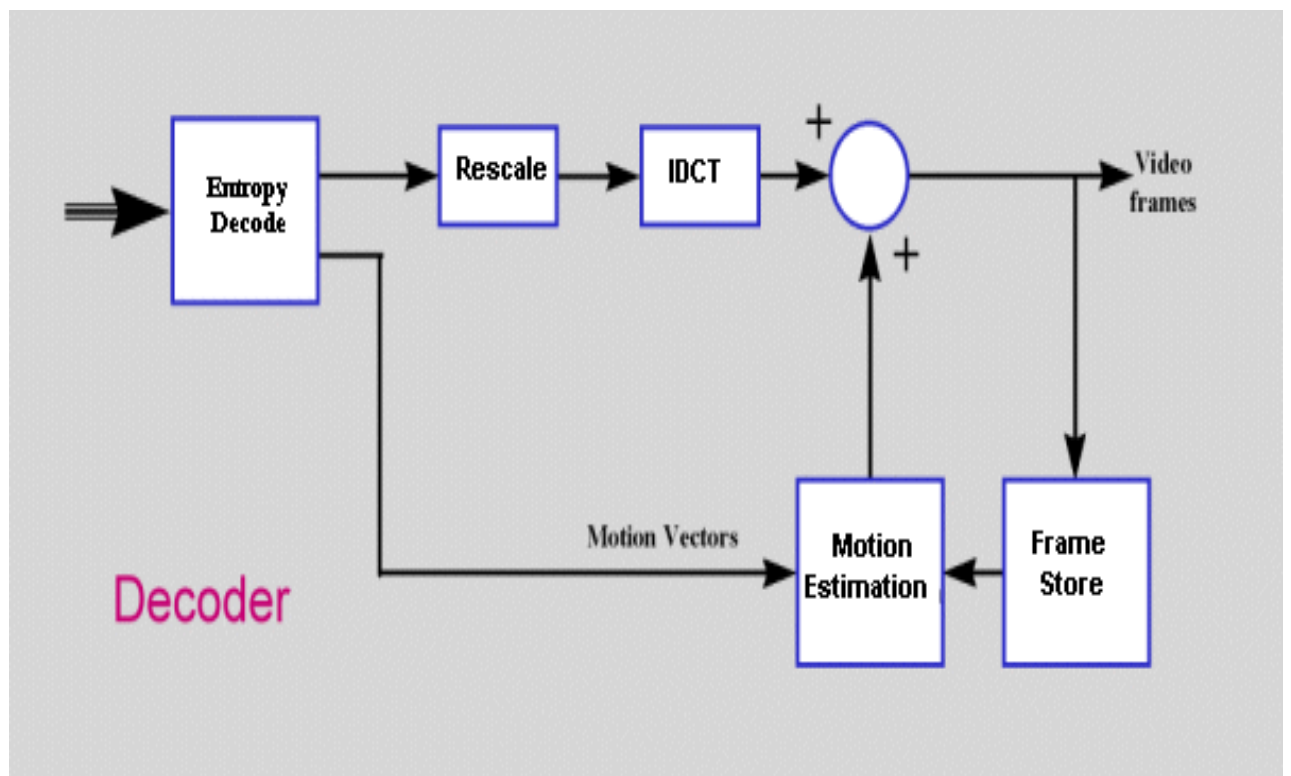 Entropy
Decode
Rescale
IDCT
+
+
Video
frames
Motion Vectors
Motion
Estimation
Frame
Store
Decoder